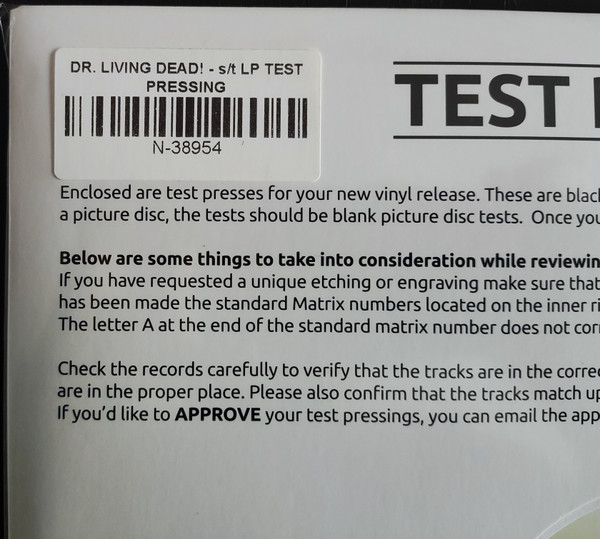 DR. LIVING DEAD! - s/t LP TEST
PRESSING
N-38954
TEST
Enclosed are test presses for your new vinyl release. These are blac
a picture disc, the tests should be blank picture disc tests.  Once you
Below are some things to take into consideration while reviewin
If you have requested a unique etching or engraving make sure that
has been made the standard Matrix numbers located on the inner ri
The letter A at the end of the standard matrix number does not cor
Check the records carefully to verify that the tracks are in the correc
are in the proper place. Please also confirm that the tracks match up
If you'd like to APPROVE your test pressings, you can email the app